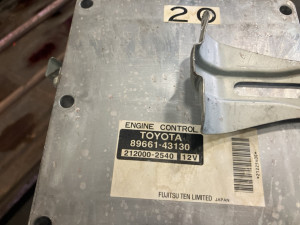 20
ENGINE CONTROL
TOYOTA
89661-43130
212000-2540 12V
FUJITSU TEN LIMITED JAPAN